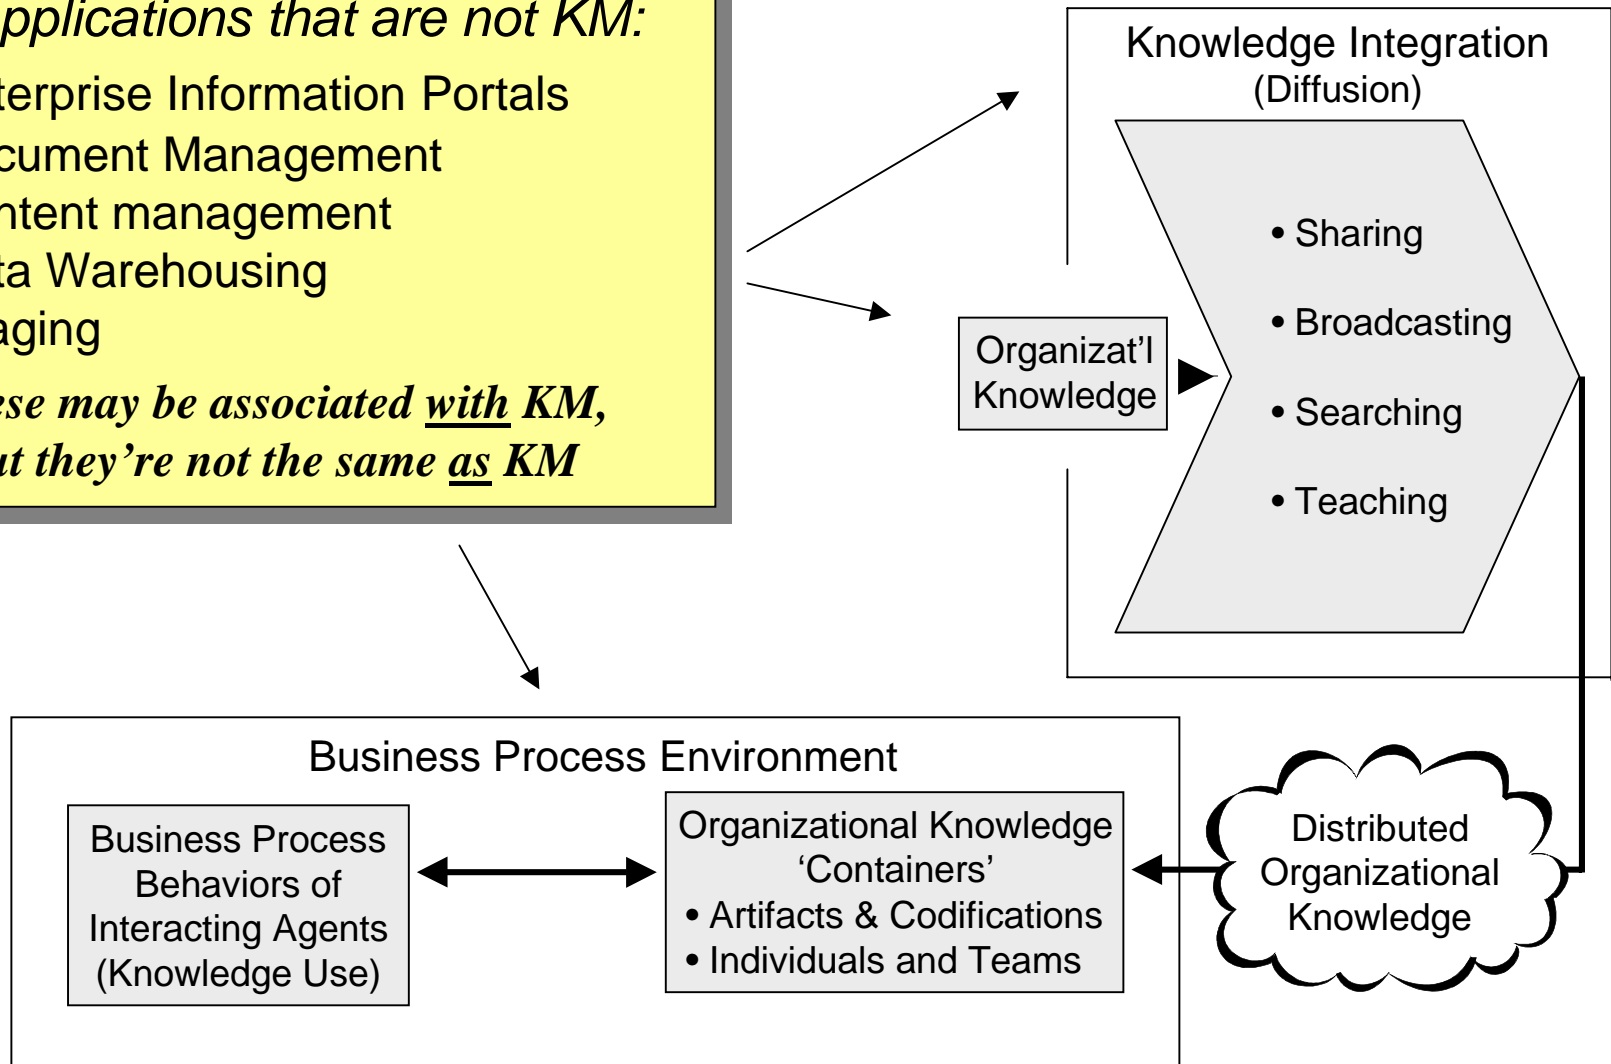 pplications that are not KM:
terprise Information Portals
cument Management
ntent management
ta Warehousing
aging
ese may be associated with KM,
ut they’re not the same as KM
Knowledge Integration
(Diffusion)
• Sharing
• Broadcasting
• Searching
• Teaching
Organizat’l
Knowledge
Business Process Environment
Business Process
Behaviors of
Interacting Agents
(Knowledge Use)
Organizational Knowledge
‘Containers’
• Artifacts & Codifications
• Individuals and Teams
Distributed
Organizational
Knowledge